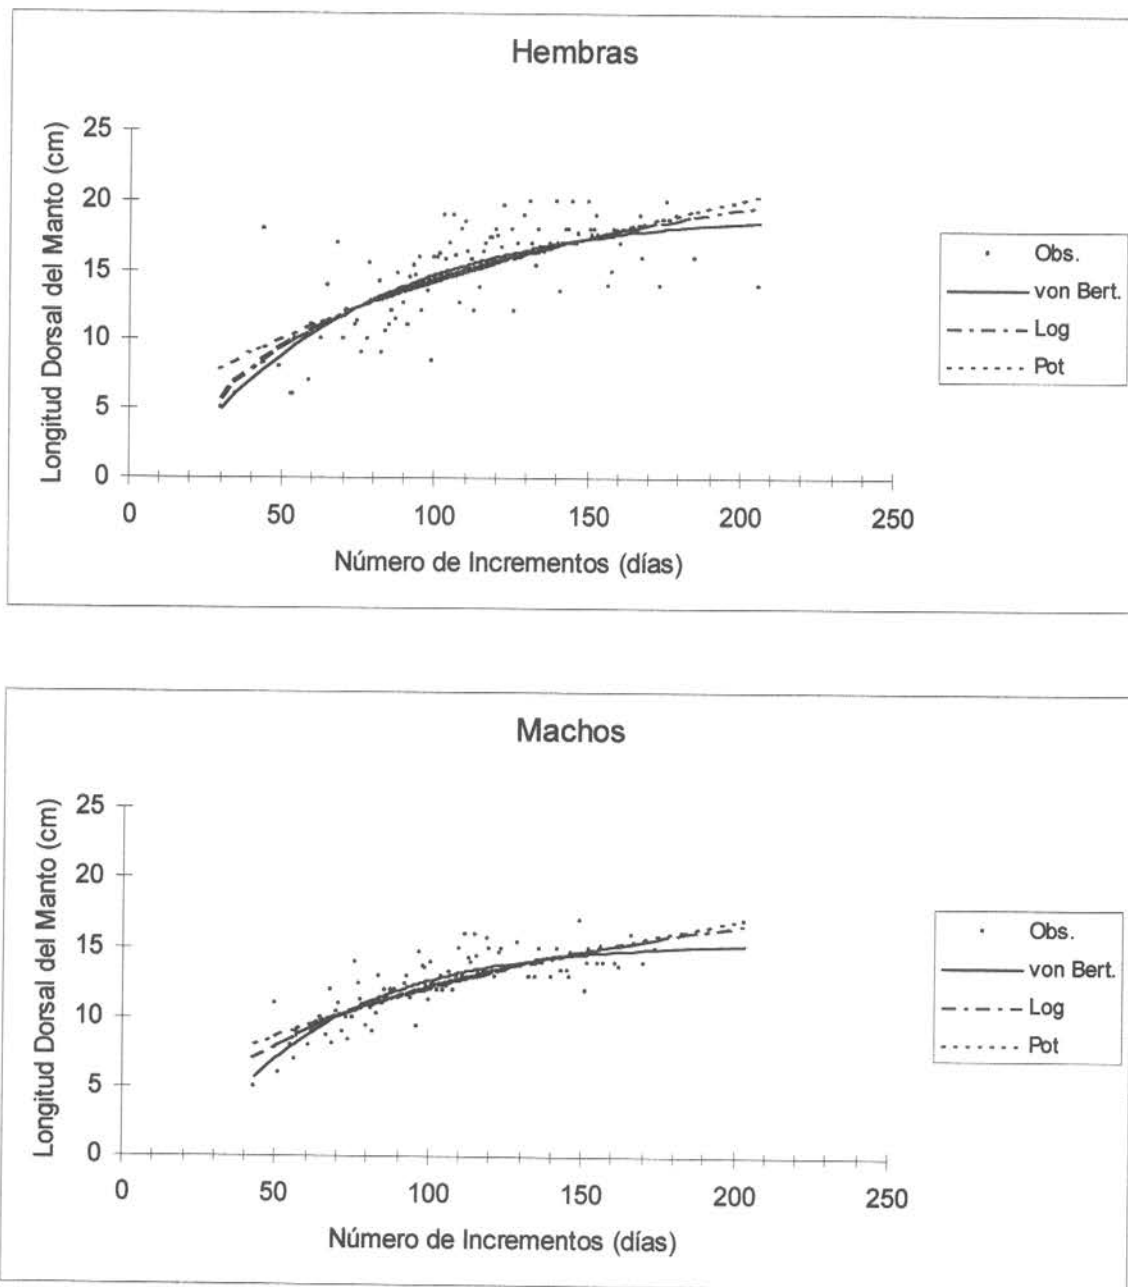 Hembras
Longitud Dorsal del Manto (cm)
25
20
15
10
5
0
0 50 100 150 200 250
Número de Incrementos (días)
Obs.
von Bert.
Log
Pot
Machos
Longitud Dorsal del Manto (cm)
25
20
15
10
5
0
0 50 100 150 200 250
Número de Incrementos (días)
Obs.
von Bert.
Log
Pot